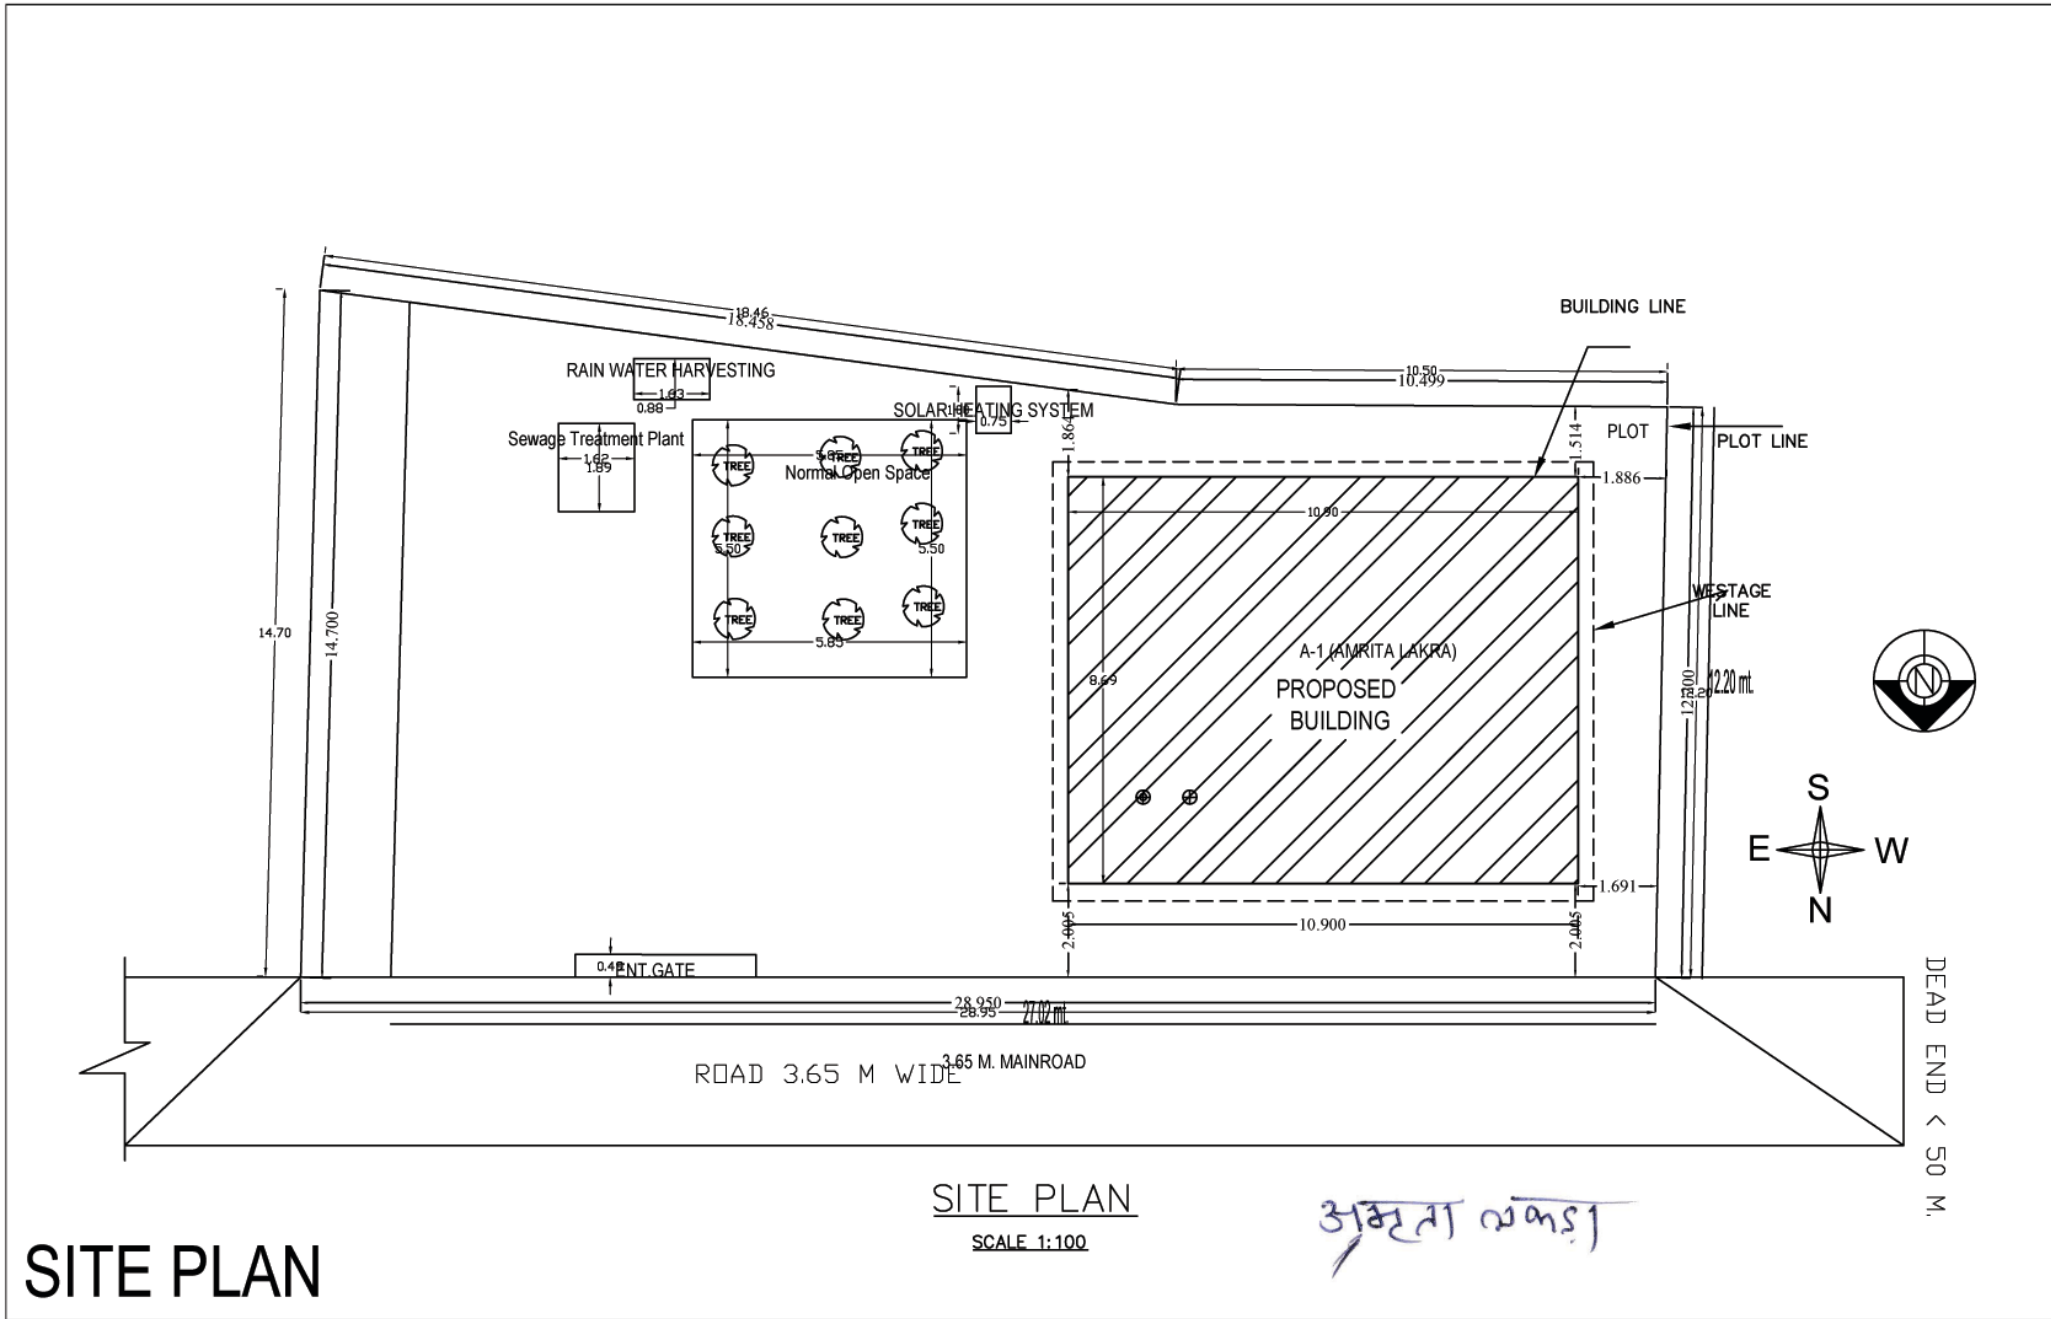 18.46
18.458
BUILDING LINE
10.50
10.499
RAIN WATER HARVESTING
1.83
0.88
SOLAR HEATING SYSTEM
0.75
1.864
1.514
PLOT
PLOT LINE
Sewage Treatment Plant
1.62
1.89
5.85
Normal Open Space
TREE TREE TREE
TREE TREE TREE
TREE TREE TREE
5.50
5.50
5.85
1.886
10.90
WESTAGE
LINE
14.70
14.700
A-1 (AMRITA LAKRA)
PROPOSED
BUILDING
8.69
12.200
12.20
12.20 mt.
N
S
E W
N
1.691
10.900
2.005
2.005
ENT.GATE
28.950
28.95
27.02 mt.
3.65 M. MAINROAD
ROAD 3.65 M WIDE
DEAD END < 50 M.
SITE PLAN
SCALE 1:100
अमृता लकड़ा
SITE PLAN